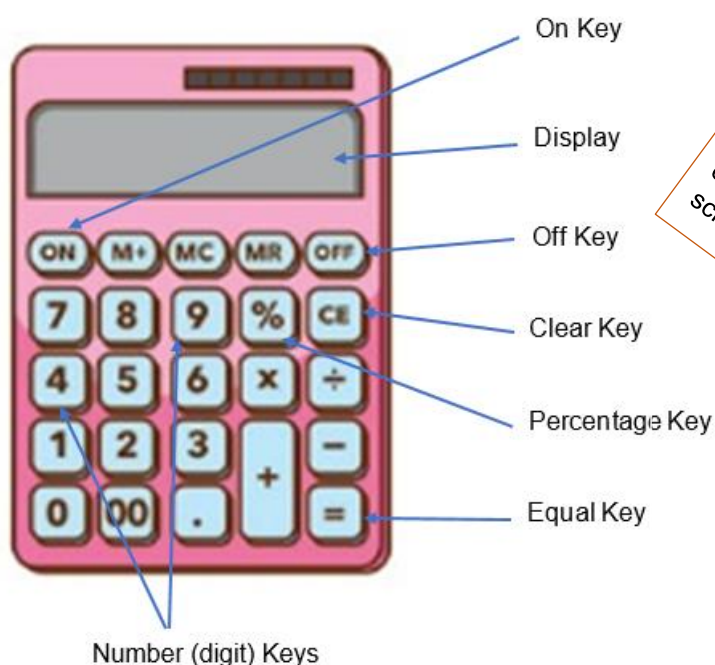 On Key
Display
ON M+ MC MR OFF
Off Key
7 8 9 % CE
Clear Key
4 5 6 × ÷
1 2 3 + −
Percentage Key
0 00 . =
Equal Key
Number (digit) Keys